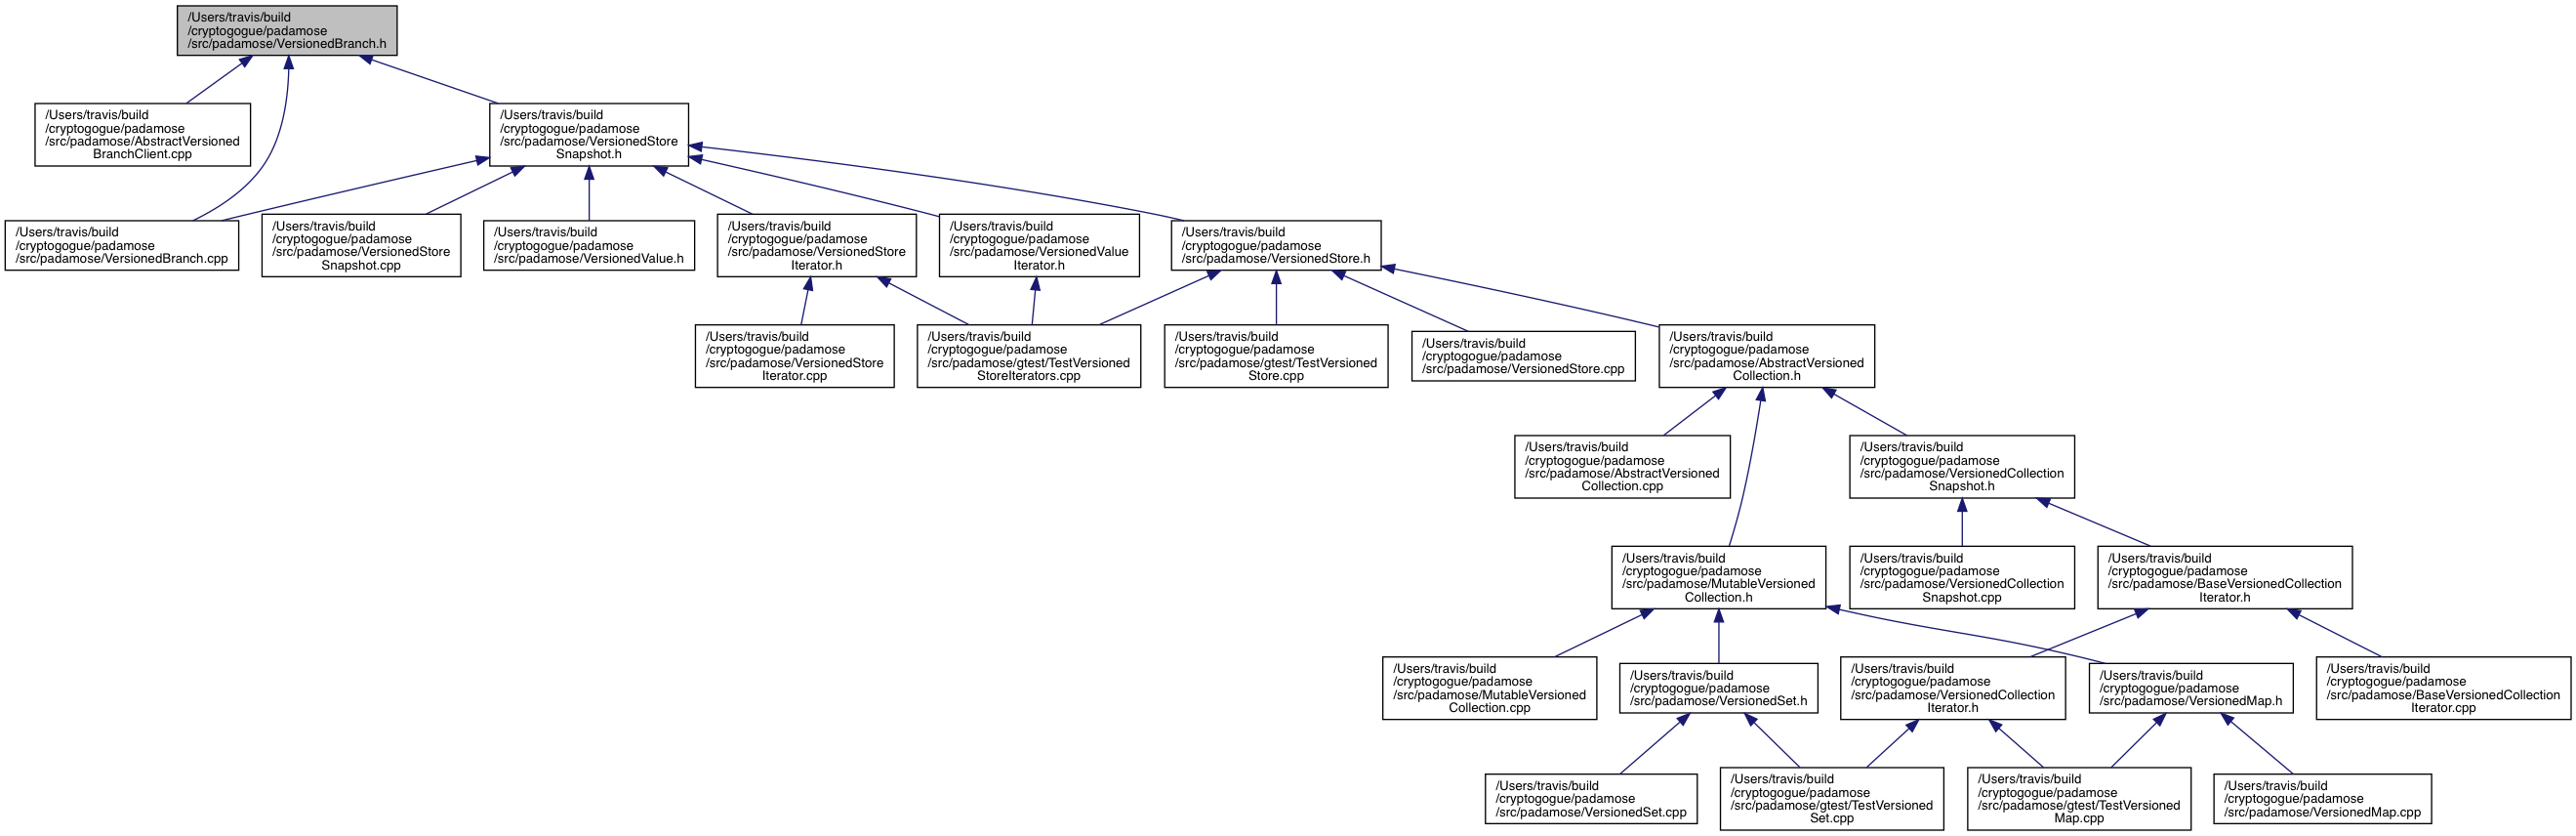 /Users/travis/build
/cryptogogue/padamose
/src/padamose/VersionedBranch.h
/Users/travis/build
/cryptogogue/padamose
/src/padamose/AbstractVersioned
BranchClient.cpp
/Users/travis/build
/cryptogogue/padamose
/src/padamose/VersionedStore
Snapshot.h
/Users/travis/build
/cryptogogue/padamose
/src/padamose/VersionedBranch.cpp
/Users/travis/build
/cryptogogue/padamose
/src/padamose/VersionedStore
Snapshot.cpp
/Users/travis/build
/cryptogogue/padamose
/src/padamose/VersionedValue.h
/Users/travis/build
/cryptogogue/padamose
/src/padamose/VersionedStore
Iterator.h
/Users/travis/build
/cryptogogue/padamose
/src/padamose/VersionedValue
Iterator.h
/Users/travis/build
/cryptogogue/padamose
/src/padamose/VersionedStore.h
/Users/travis/build
/cryptogogue/padamose
/src/padamose/VersionedStore
Iterator.cpp
/Users/travis/build
/cryptogogue/padamose
/src/padamose/gtest/TestVersioned
StoreIterators.cpp
/Users/travis/build
/cryptogogue/padamose
/src/padamose/gtest/TestVersioned
Store.cpp
/Users/travis/build
/cryptogogue/padamose
/src/padamose/VersionedStore.cpp
/Users/travis/build
/cryptogogue/padamose
/src/padamose/AbstractVersioned
Collection.h
/Users/travis/build
/cryptogogue/padamose
/src/padamose/AbstractVersioned
Collection.cpp
/Users/travis/build
/cryptogogue/padamose
/src/padamose/VersionedCollection
Snapshot.h
/Users/travis/build
/cryptogogue/padamose
/src/padamose/MutableVersioned
Collection.h
/Users/travis/build
/cryptogogue/padamose
/src/padamose/VersionedCollection
Snapshot.cpp
/Users/travis/build
/cryptogogue/padamose
/src/padamose/BaseVersionedCollection
Iterator.h
/Users/travis/build
/cryptogogue/padamose
/src/padamose/MutableVersioned
Collection.cpp
/Users/travis/build
/cryptogogue/padamose
/src/padamose/VersionedSet.h
/Users/travis/build
/cryptogogue/padamose
/src/padamose/VersionedCollection
Iterator.h
/Users/travis/build
/cryptogogue/padamose
/src/padamose/VersionedMap.h
/Users/travis/build
/cryptogogue/padamose
/src/padamose/BaseVersionedCollection
Iterator.cpp
/Users/travis/build
/cryptogogue/padamose
/src/padamose/VersionedSet.cpp
/Users/travis/build
/cryptogogue/padamose
/src/padamose/gtest/TestVersioned
Set.cpp
/Users/travis/build
/cryptogogue/padamose
/src/padamose/gtest/TestVersioned
Map.cpp
/Users/travis/build
/cryptogogue/padamose
/src/padamose/VersionedMap.cpp